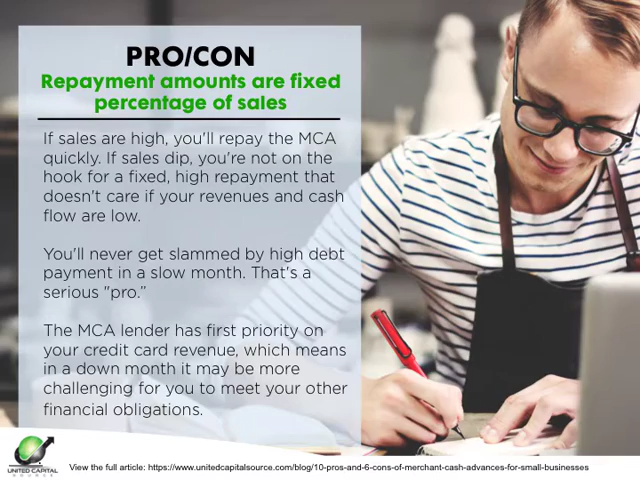 PRO/CON
Repayment amounts are fixed
percentage of sales
If sales are high, you'll repay the MCA
quickly. If sales dip, you're not on the
hook for a fixed, high repayment that
doesn't care if your revenues and cash
flow are low.
You'll never get slammed by high debt
payment in a slow month. That's a
serious "pro."
The MCA lender has first priority on
your credit card revenue, which means
in a down month it may be more
challenging for you to meet your other
financial obligations.
UNITED CAPITAL
SOURCE
View the full article: https://www.unitedcapitalsource.com/blog/10-pros-and-6-cons-of-merchant-cash-advances-for-small-businesses